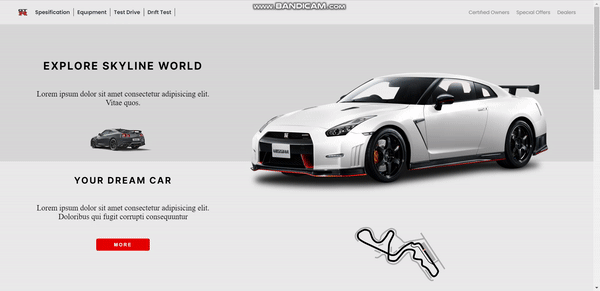 www.BANDICAM.com
Spesification Equipment Test Drive Drift Test
Certified Owners Special Offers Dealers
EXPLORE SKYLINE WORLD
Lorem ipsum dolor sit amet consectetur adipisicing elit.
Vitae quos.
YOUR DREAM CAR
Lorem ipsum dolor sit amet consectetur adipisicing elit.
Doloribus qui fugit corrupti consequuntur
MORE